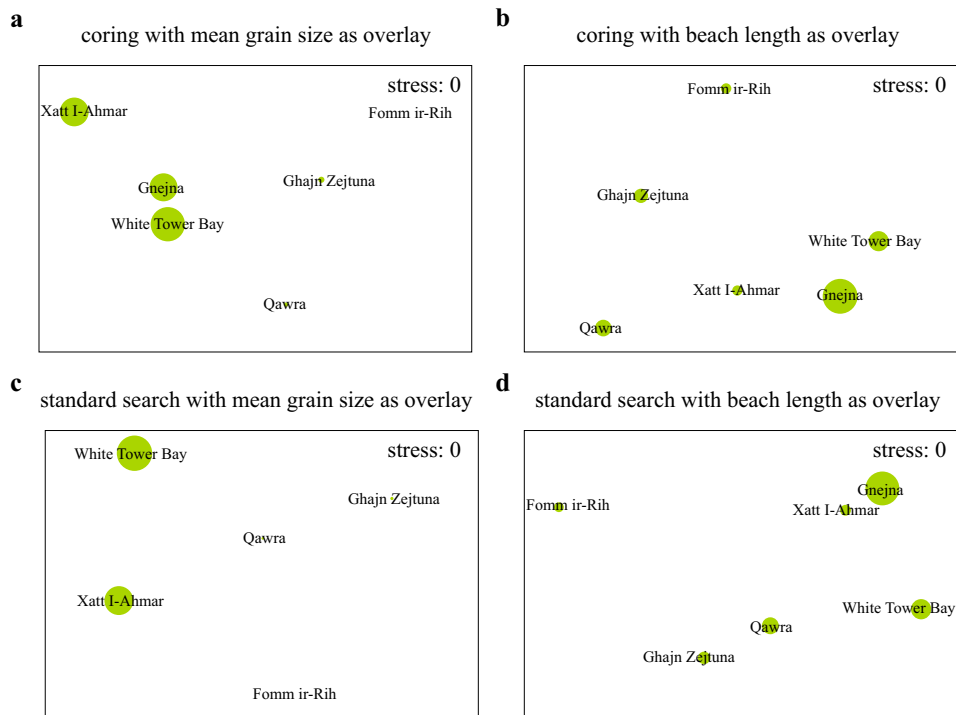 a
coring with mean grain size as overlay
stress: 0
Xatt I-Ahmar
Fomm ir-Rih
Ghajn Zejtuna
Gnejna
White Tower Bay
Qawra
b
coring with beach length as overlay
stress: 0
Fomm ir-Rih
Ghajn Zejtuna
White Tower Bay
Xatt I-Ahmar
Gnejna
Qawra
c
standard search with mean grain size as overlay
stress: 0
White Tower Bay
Ghajn Zejtuna
Qawra
Xatt I-Ahmar
Fomm ir-Rih
d
standard search with beach length as overlay
stress: 0
Gnejna
Fomm ir-Rih
Xatt I-Ahmar
White Tower Bay
Qawra
Ghajn Zejtuna